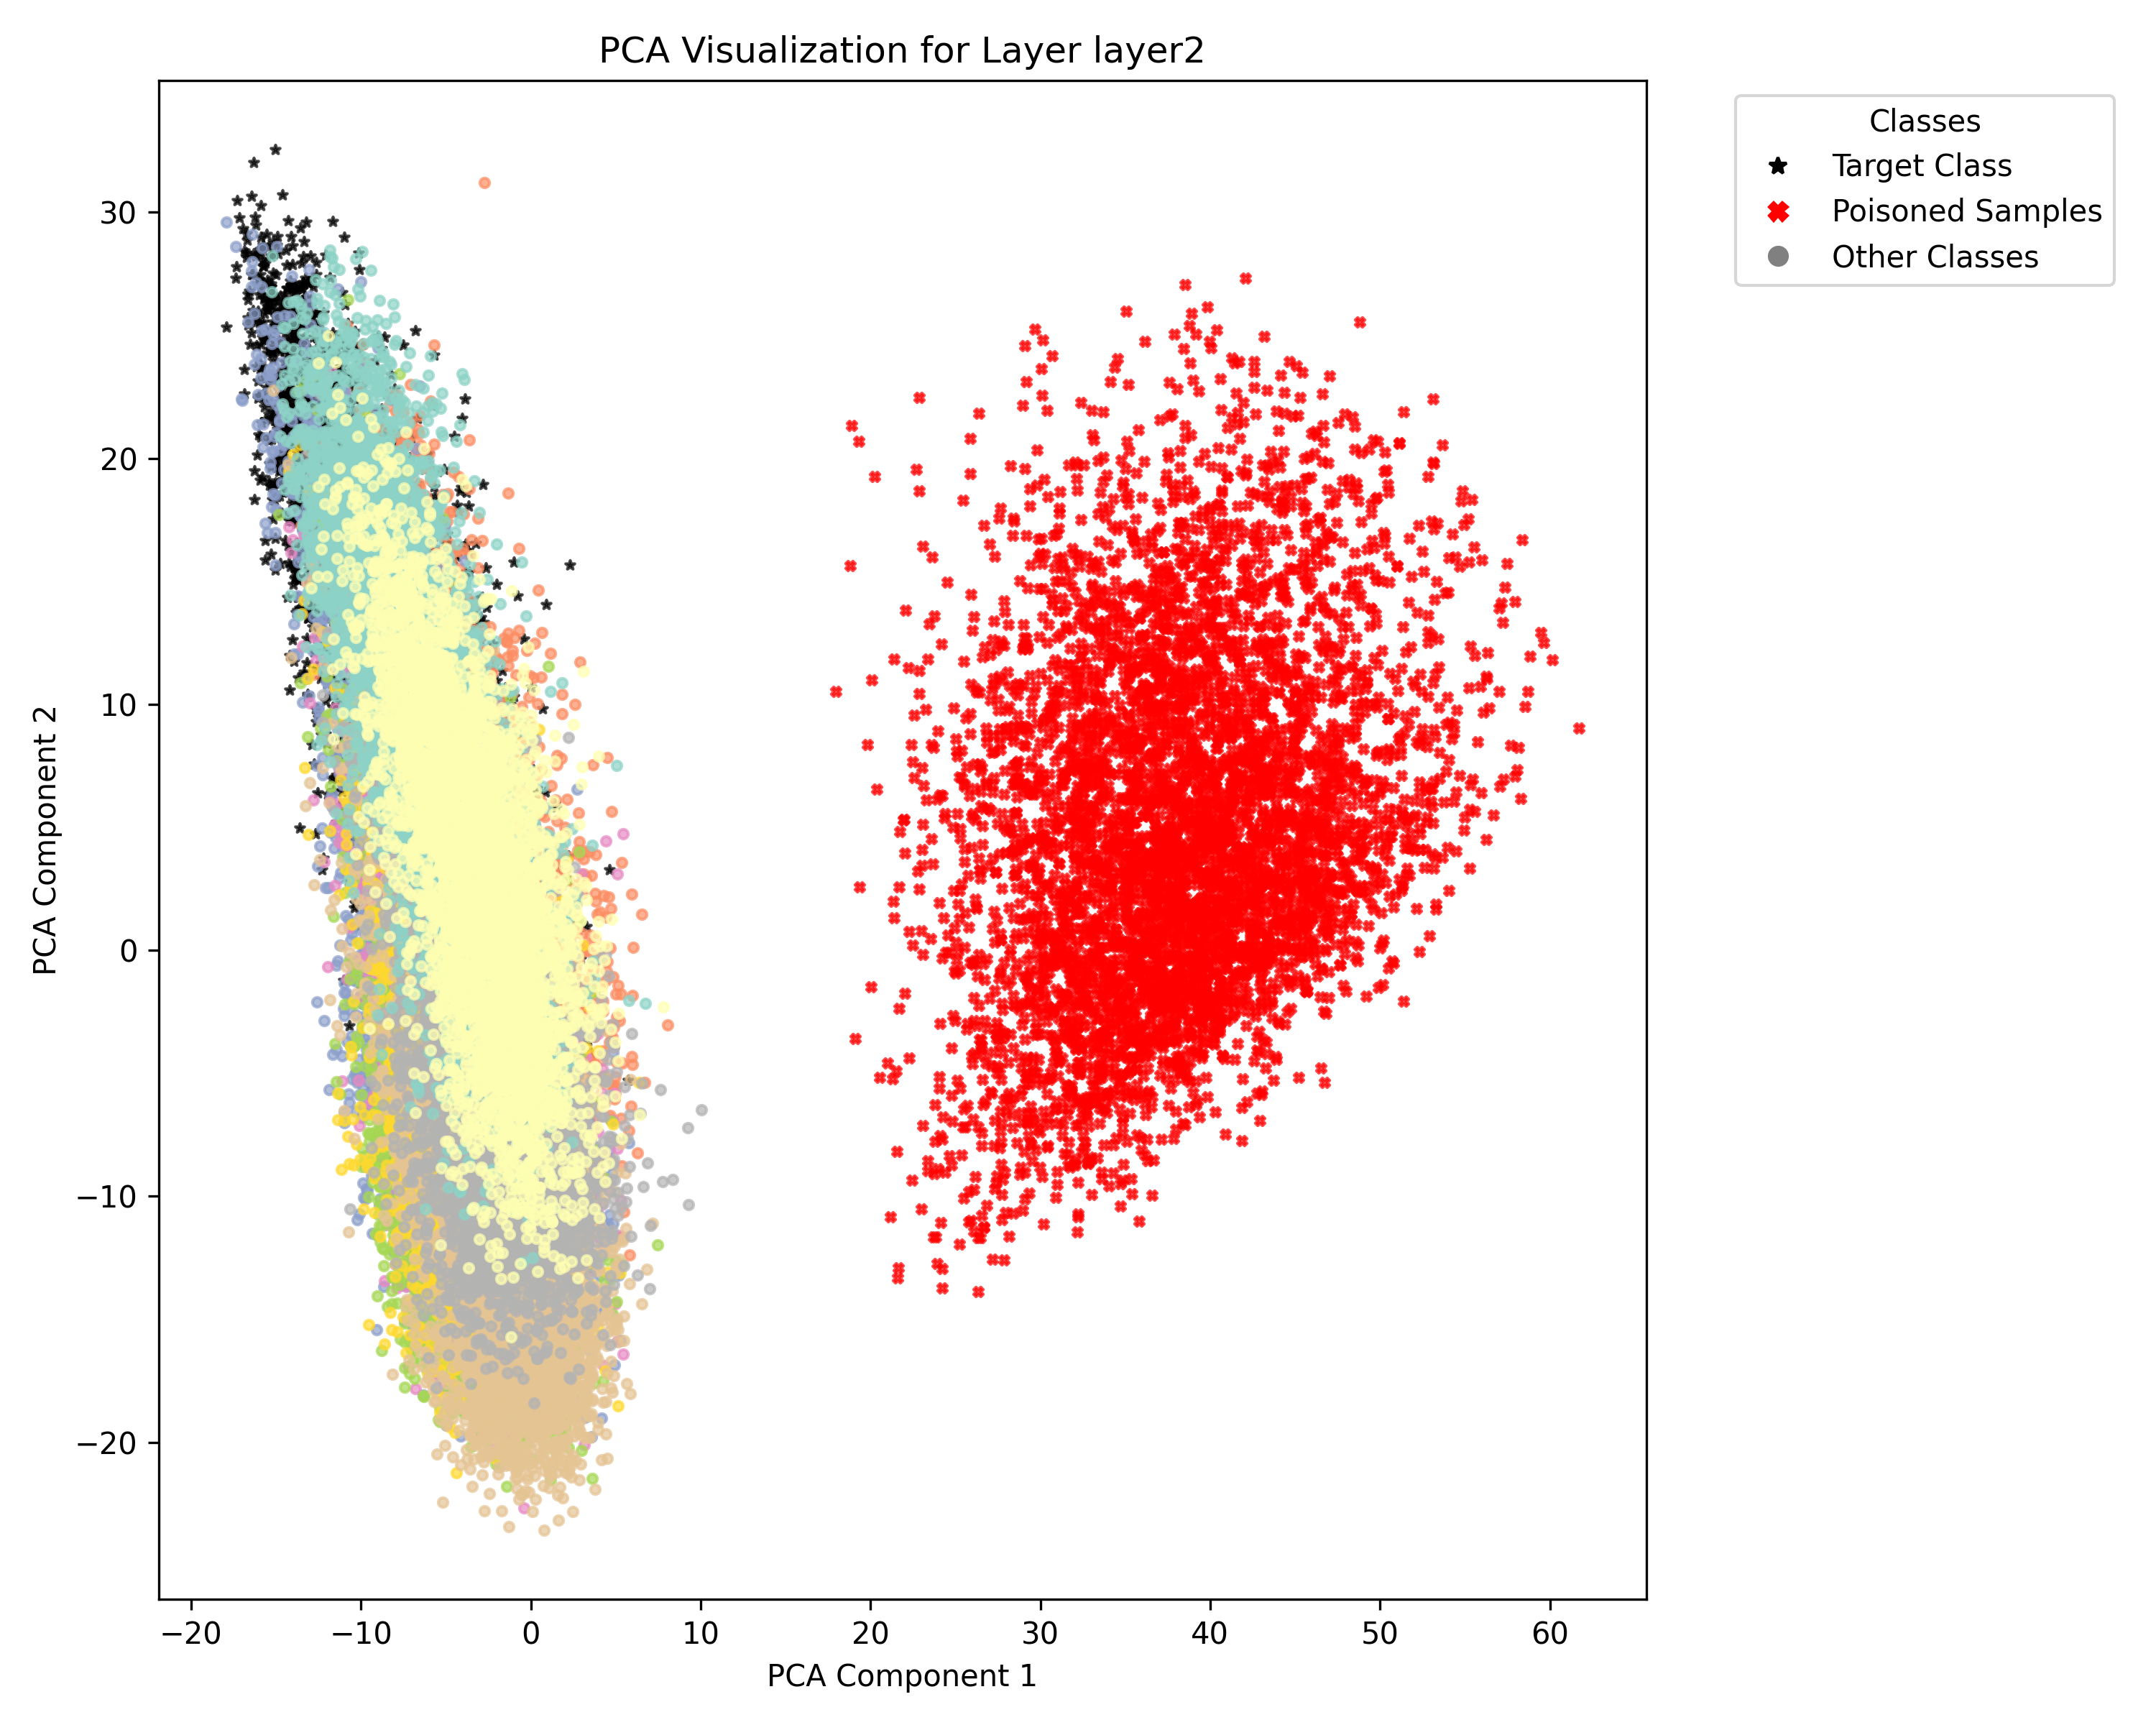 PCA Visualization for Layer layer2
Classes
Target Class
Poisoned Samples
Other Classes
30
20
10
0
−10
−20
PCA Component 2
−20
−10
0
10
20
30
40
50
60
PCA Component 1